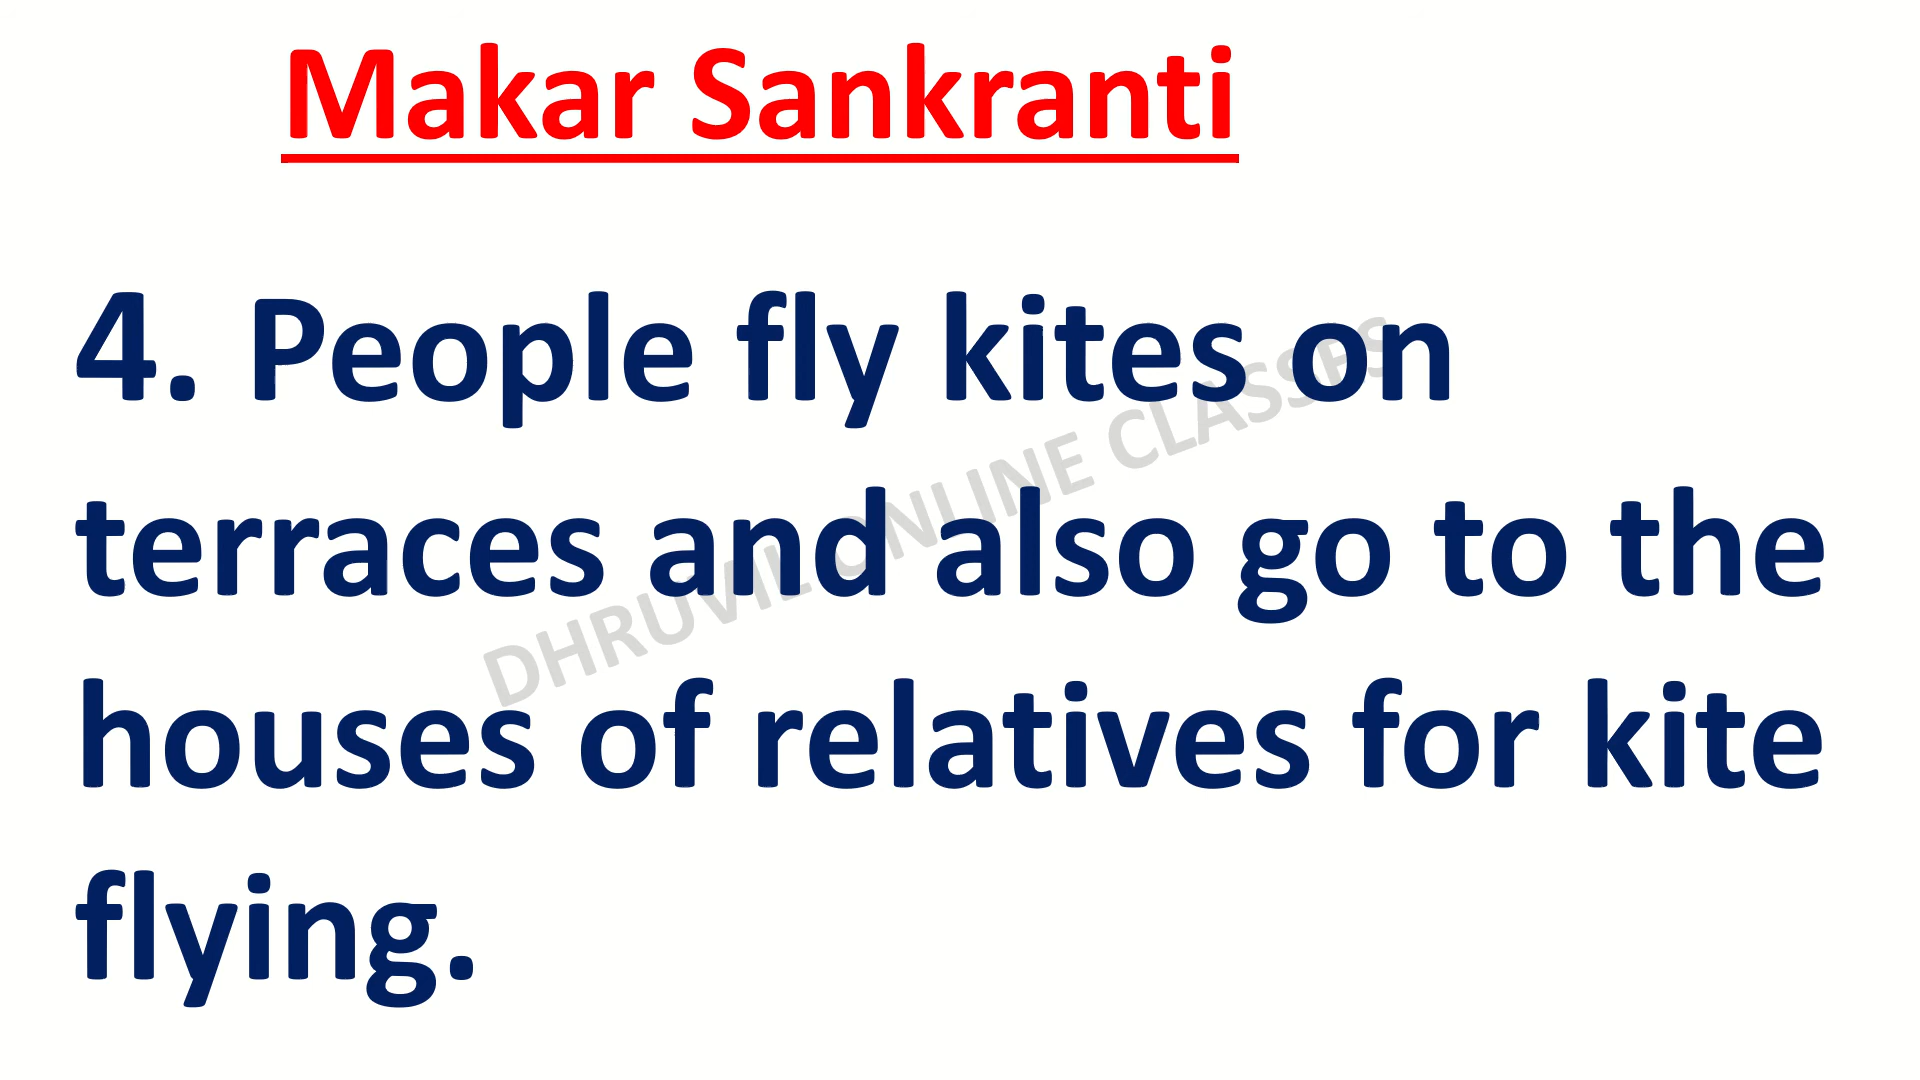 Makar Sankranti
4. People fly kites on
terraces and also go to the
houses of relatives for kite
flying.
DHRUVIL ONLINE CLASSES